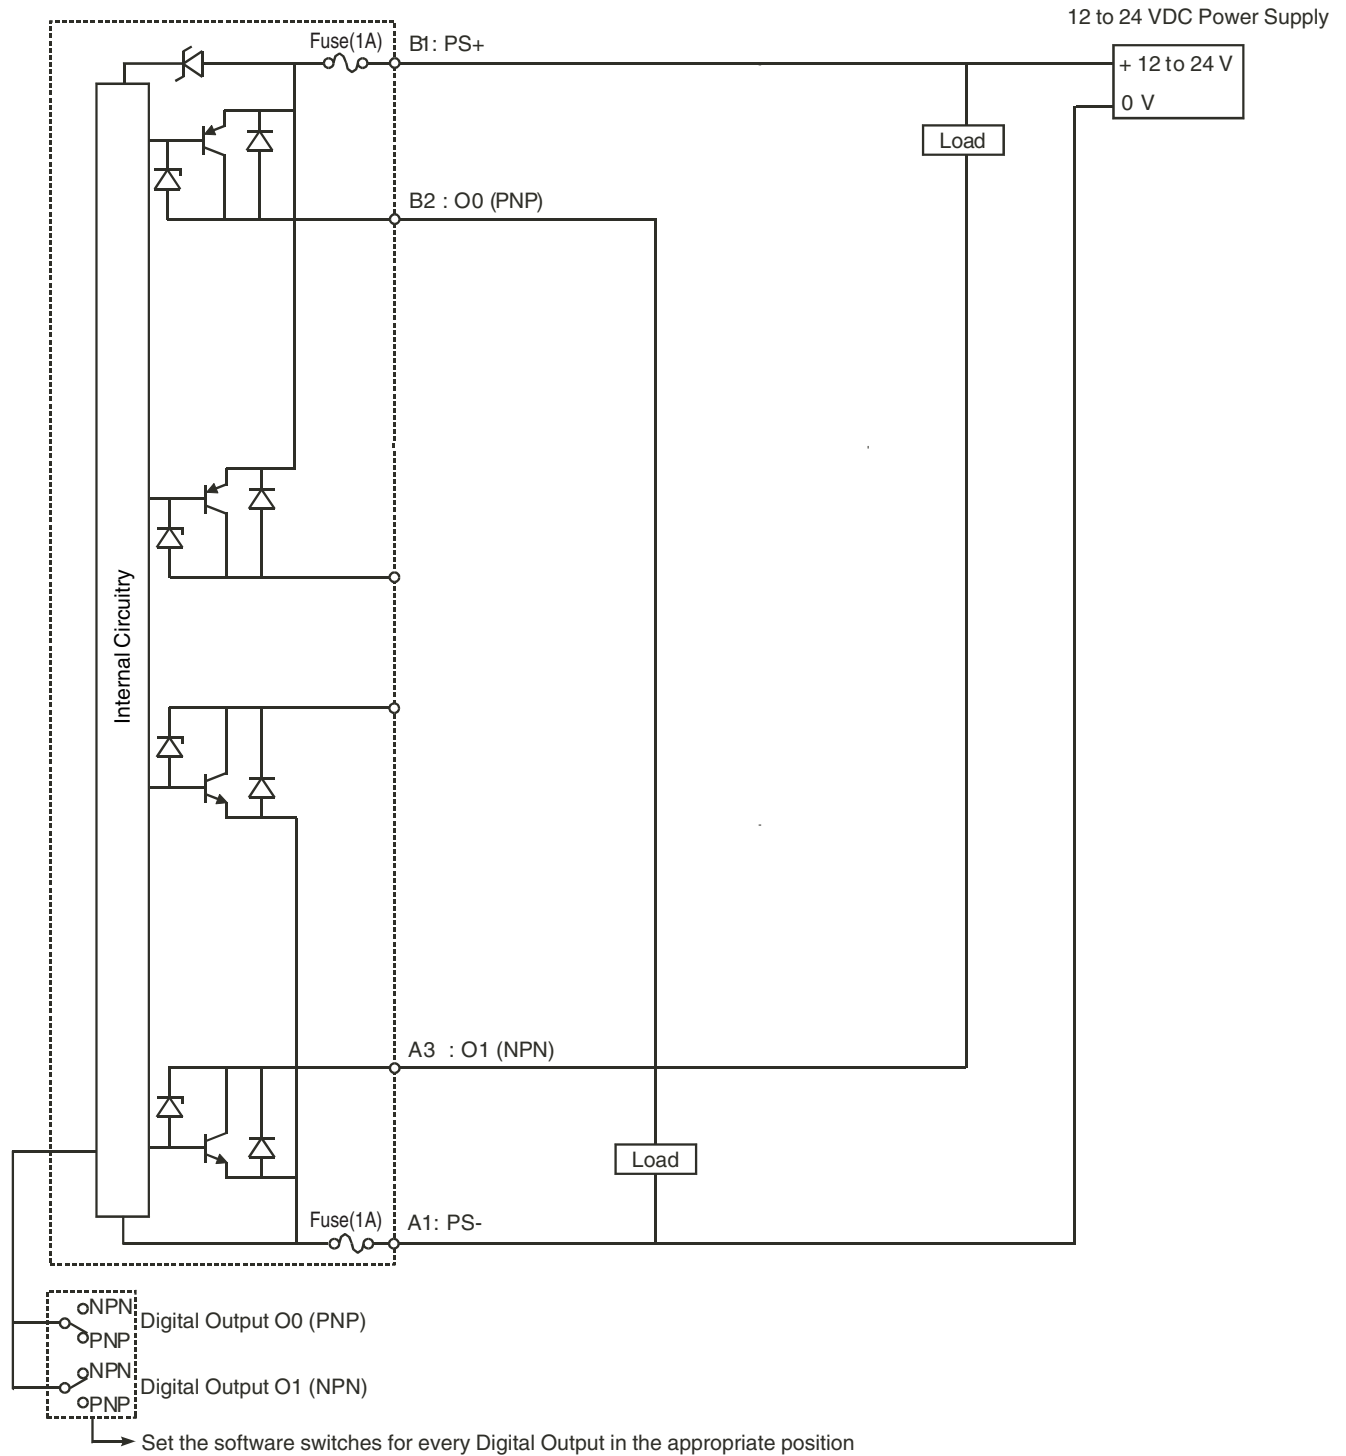 12 to 24 VDC Power Supply
Fuse(1A)
B1: PS+
+ 12 to 24 V
0 V
Load
B2 : O0 (PNP)
Internal Circuitry
A3 : O1 (NPN)
Load
Fuse(1A)
A1: PS-
NPN
Digital Output O0 (PNP)
PNP
NPN
Digital Output O1 (NPN)
PNP
Set the software switches for every Digital Output in the appropriate position